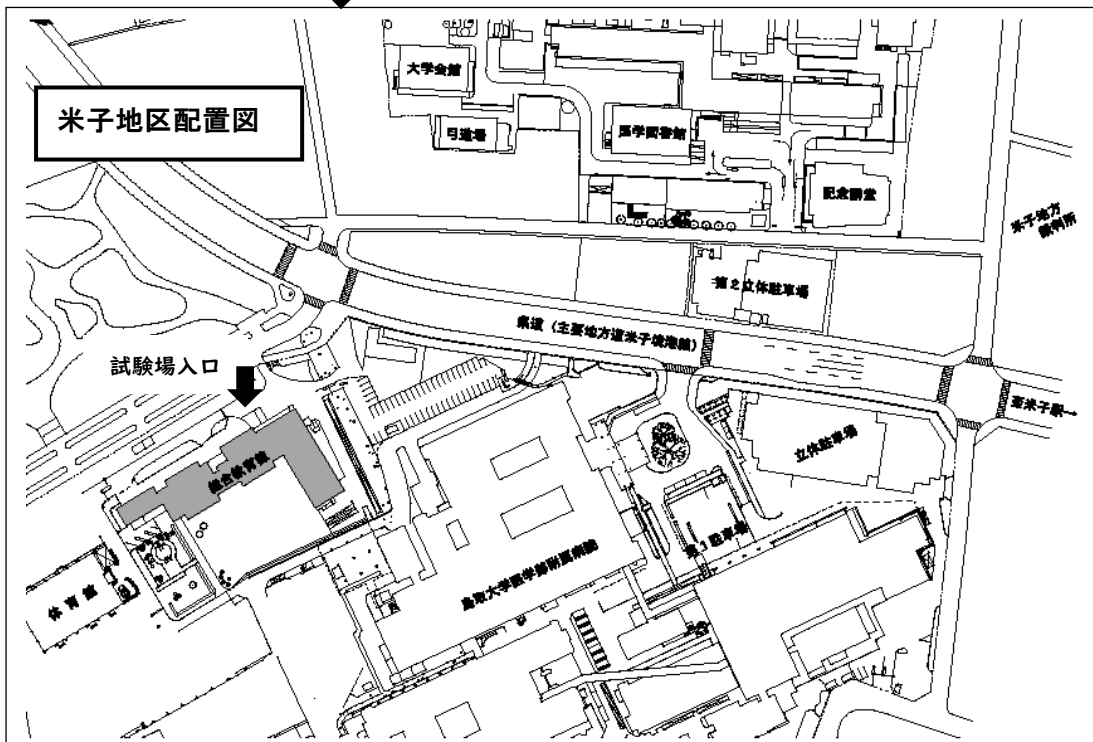 大学会館
米子地区配置図
弓道場
医学図書館
記念講堂
米子地方
裁判所
第2立体駐車場
県道（主要地方道米子境港線）
試験場入口
至米子駅→
立体駐車場
総合教育館
第1駐車場
鳥取大学医学部附属病院
体育館